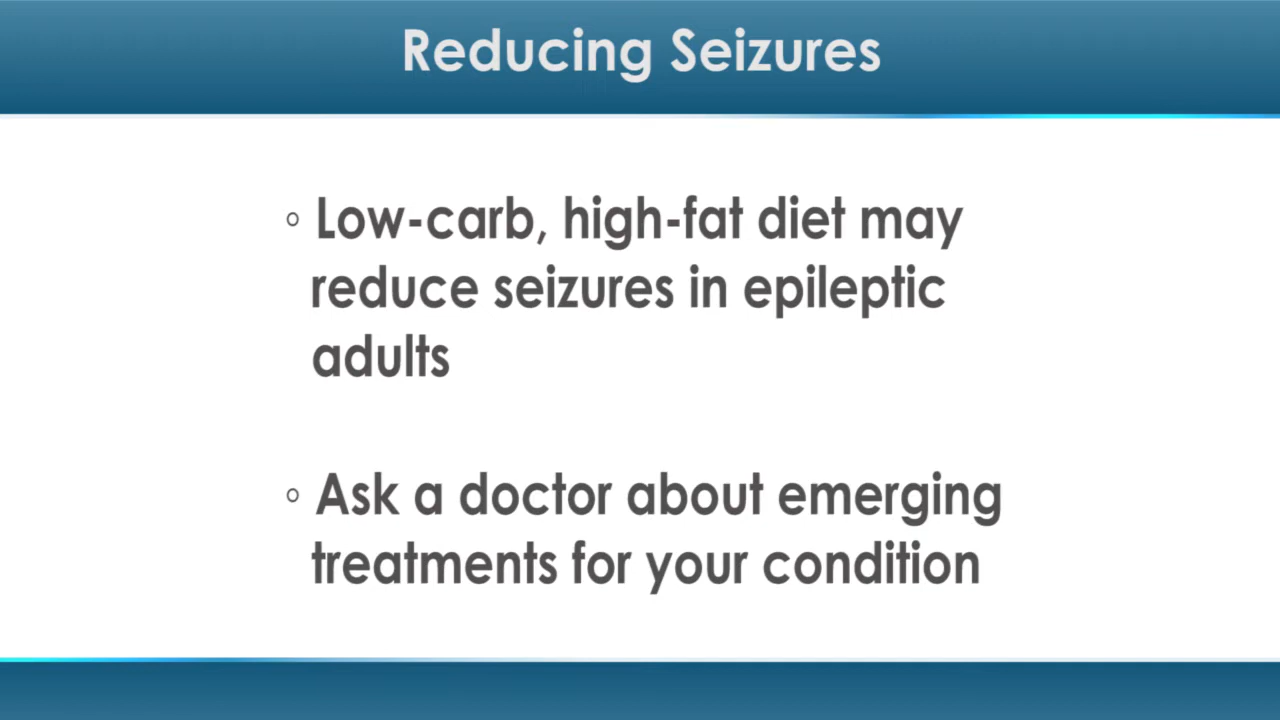 Reducing Seizures
◦ Low-carb, high-fat diet may
reduce seizures in epileptic
adults
◦ Ask a doctor about emerging
treatments for your condition